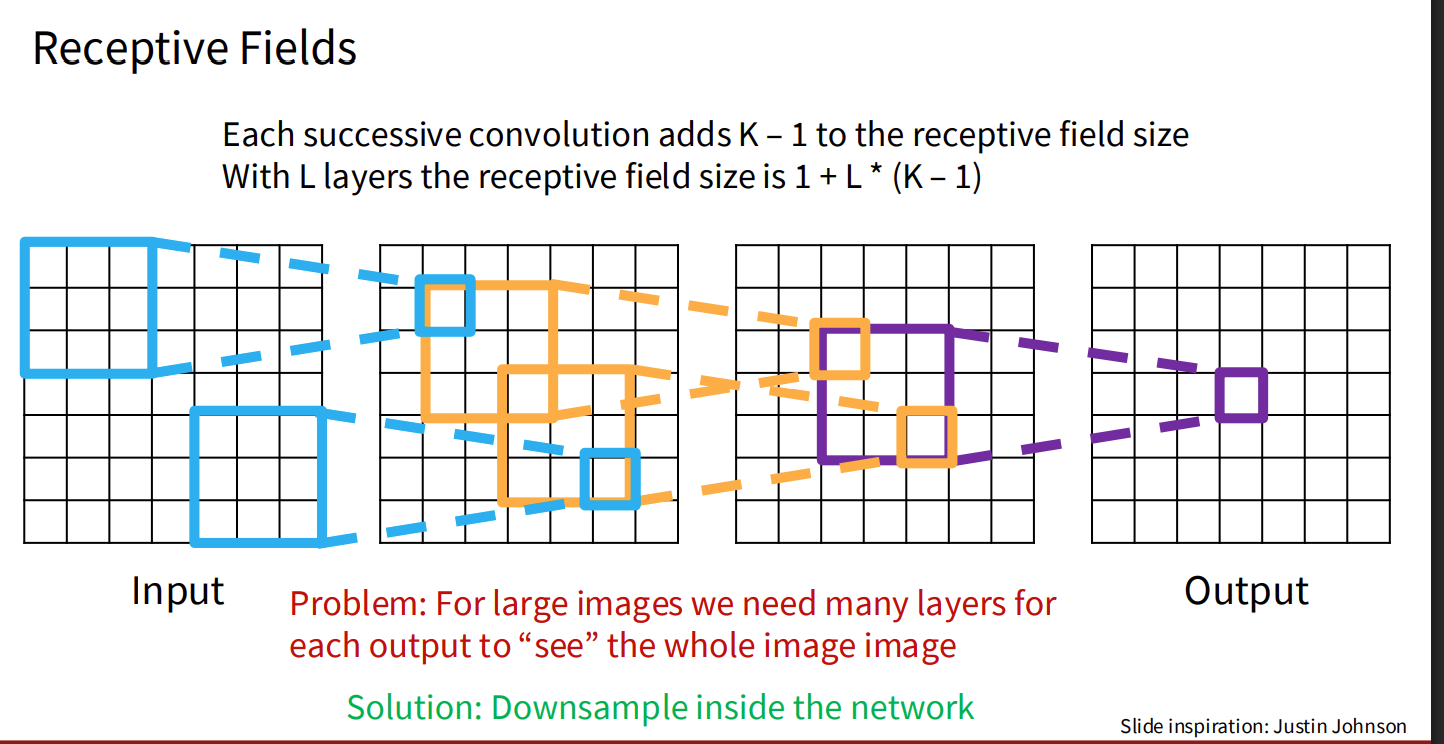 Receptive Fields
Each successive convolution adds K – 1 to the receptive field size
With L layers the receptive field size is 1 + L * (K – 1)
Input
Output
Problem: For large images we need many layers for
each output to “see” the whole image image
Solution: Downsample inside the network
Slide inspiration: Justin Johnson